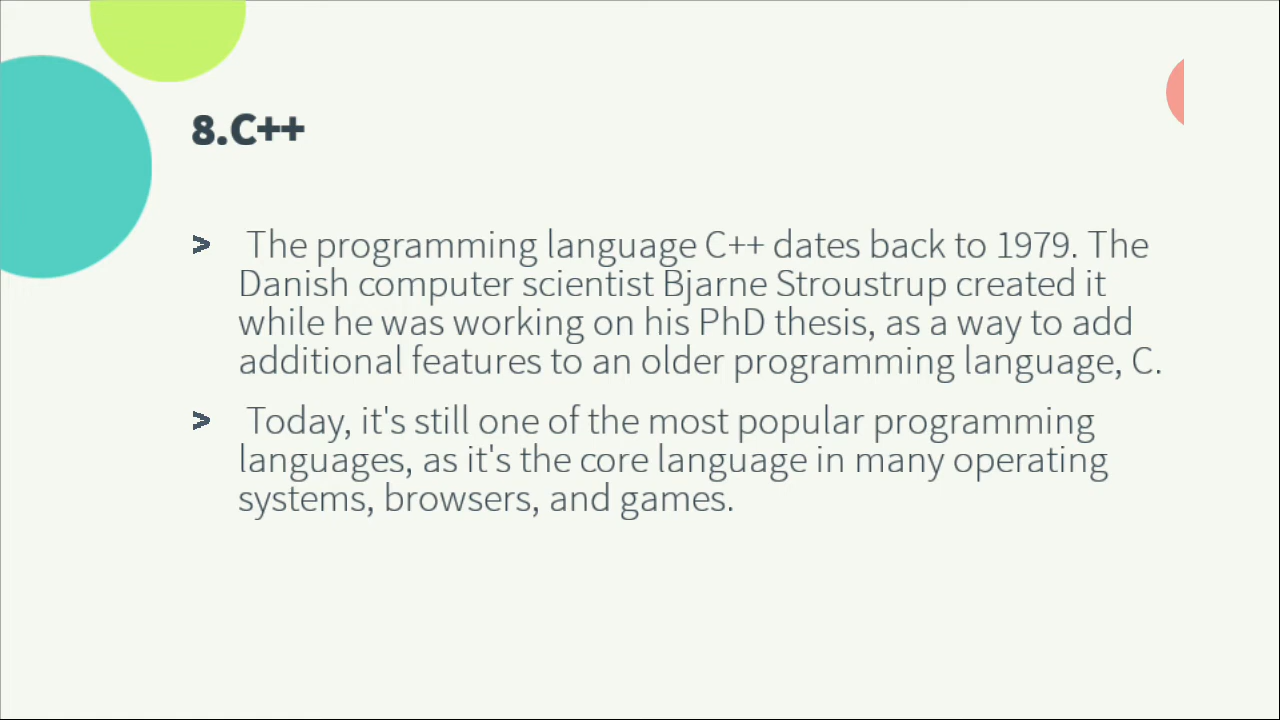 8.C++
> The programming language C++ dates back to 1979. The
Danish computer scientist Bjarne Stroustrup created it
while he was working on his PhD thesis, as a way to add
additional features to an older programming language, C.
> Today, it's still one of the most popular programming
languages, as it's the core language in many operating
systems, browsers, and games.